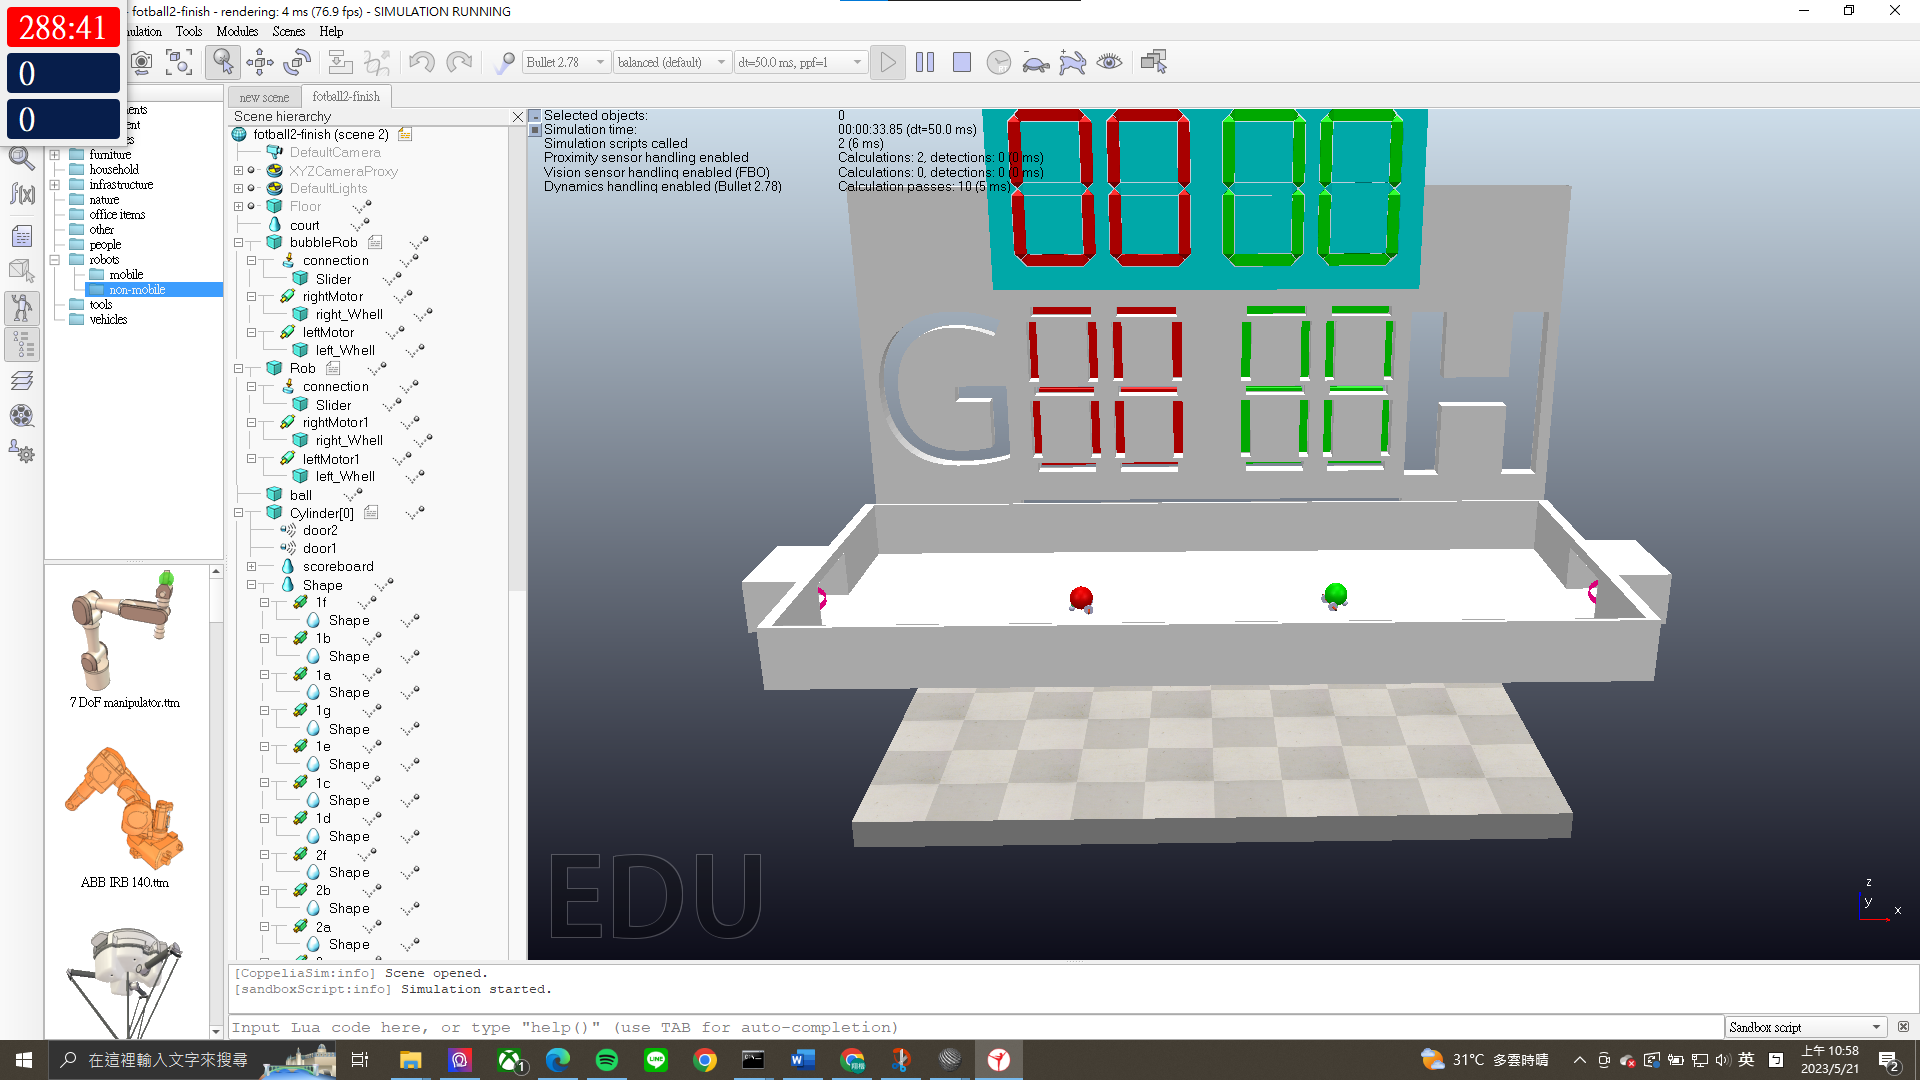 fotball2-finish - rendering: 4 ms (76.9 fps) - SIMULATION RUNNING
288:41
0
0
Tools Modules Scenes Help
Bullet 2.78
balanced (default)
dt=50.0 ms, ppf=1
new scene
fotball2-finish
furniture
household
infrastructure
nature
office items
other
people
robots
mobile
non-mobile
tools
vehicles
7 DoF manipulator.ttm
ABB IRB 140.ttm
Scene hierarchy
fotball2-finish (scene 2)
DefaultCamera
XYZCameraProxy
DefaultLights
Floor
court
bubbleRob
connection
Slider
rightMotor
right_Whell
leftMotor
left_Whell
Rob
connection
Slider
rightMotor1
right_Whell
leftMotor1
left_Whell
ball
Cylinder[0]
door2
door1
scoreboard
Shape
1f
Shape
1b
Shape
1a
Shape
1g
Shape
1e
Shape
1c
Shape
1d
Shape
2f
Shape
2b
Shape
2a
Shape
Selected objects: 0
Simulation time: 00:00:33.85 (dt=50.0 ms)
Simulation scripts called 2 (6 ms)
Proximity sensor handling enabled Calculations: 2, detections: 0 (0 ms)
Vision sensor handling enabled (FBO) Calculations: 0, detections: 0 (0 ms)
Dynamics handling enabled (Bullet 2.78) Calculation passes: 10 (5 ms)
G 88 88 H
EDU
z
y
x
[CoppeliaSim:info] Scene opened.
[sandboxScript:info] Simulation started.
Input Lua code here, or type "help()" (use TAB for auto-completion)
Sandbox script
在這裡輸入文字來搜尋
1
LINE
31°C 多雲時晴
英
上午 10:58
2023/5/21
2